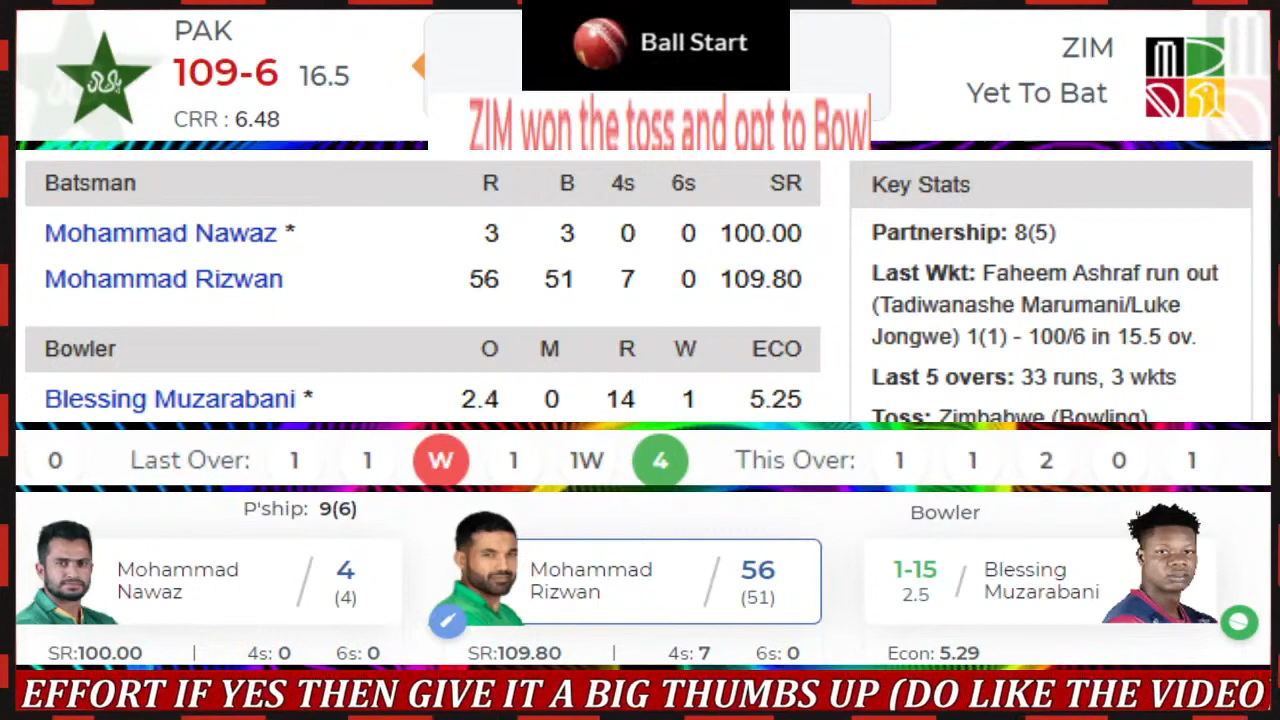 PAK
109-6 16.5
CRR : 6.48
Ball Start
ZIM won the toss and opt to Bowl
ZIM
Yet To Bat
Batsman R B 4s 6s SR
Mohammad Nawaz * 3 3 0 0 100.00
Mohammad Rizwan 56 51 7 0 109.80
Bowler O M R W ECO
Blessing Muzarabani * 2.4 0 14 1 5.25
Key Stats
Partnership: 8(5)
Last Wkt: Faheem Ashraf run out
(Tadiwanashe Marumani/Luke
Jongwe) 1(1) - 100/6 in 15.5 ov.
Last 5 overs: 33 runs, 3 wkts
Toss: Zimbabwe (Bowling)
0 Last Over: 1 1 W 1 1W 4 This Over: 1 1 2 0 1
P'ship: 9(6)
Mohammad
Nawaz
4
(4)
SR:100.00 | 4s: 0 6s: 0
Mohammad
Rizwan
56
(51)
SR:109.80 | 4s: 7 6s: 0
Bowler
1-15
2.5
Blessing
Muzarabani
Econ: 5.29
EFFORT IF YES THEN GIVE IT A BIG THUMBS UP (DO LIKE THE VIDEO